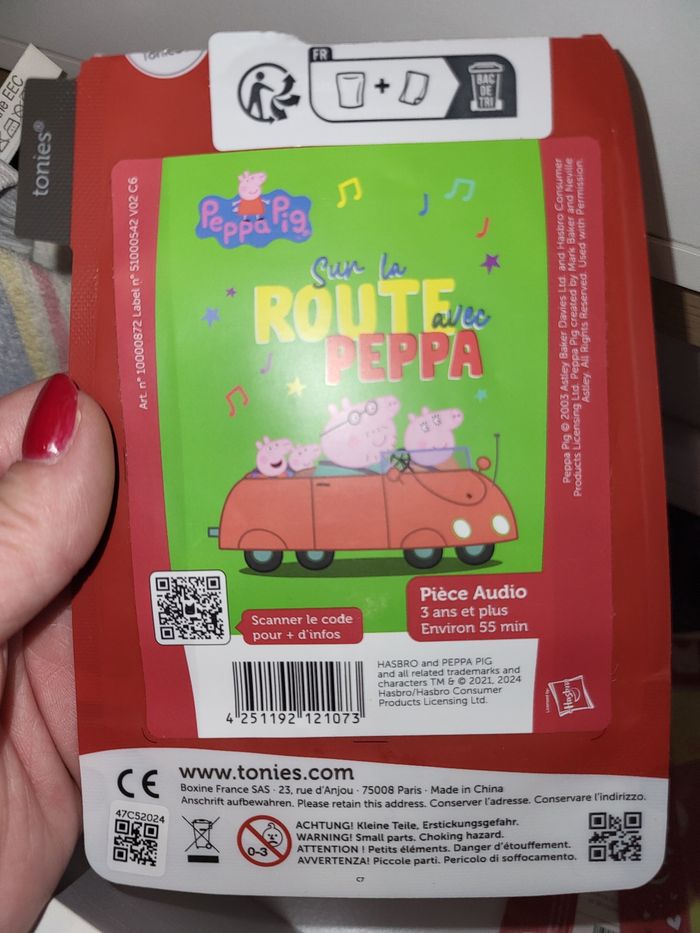 tonies
FR
BAC
DE
TRI
EEC
tonies®
Peppa Pig
Sur la
ROUTE avec
PEPPA
Art. n° 10000872 Label n° 51000542 V02 C6
Peppa Pig © 2003 Astley Baker Davies Ltd. and Hasbro Consumer
Products Licensing Ltd. Peppa Pig created by Mark Baker and Neville
Astley. All Rights Reserved. Used with Permission.
Scanner le code
pour + d'infos
Pièce Audio
3 ans et plus
Environ 55 min
4 251192 121073
HASBRO and PEPPA PIG
and all related trademarks and
characters TM & © 2021, 2024
Hasbro/Hasbro Consumer
Products Licensing Ltd.
Licensed by
Hasbro
CE
www.tonies.com
Boxine France SAS · 23, rue d'Anjou · 75008 Paris · Made in China
Anschrift aufbewahren. Please retain this address. Conserver l'adresse. Conservare l'indirizzo.
47C52024
0-3
ACHTUNG! Kleine Teile, Erstickungsgefahr.
WARNING! Small parts. Choking hazard.
ATTENTION ! Petits éléments. Danger d'étouffement.
AVVERTENZA! Piccole parti. Pericolo di soffocamento.
C7